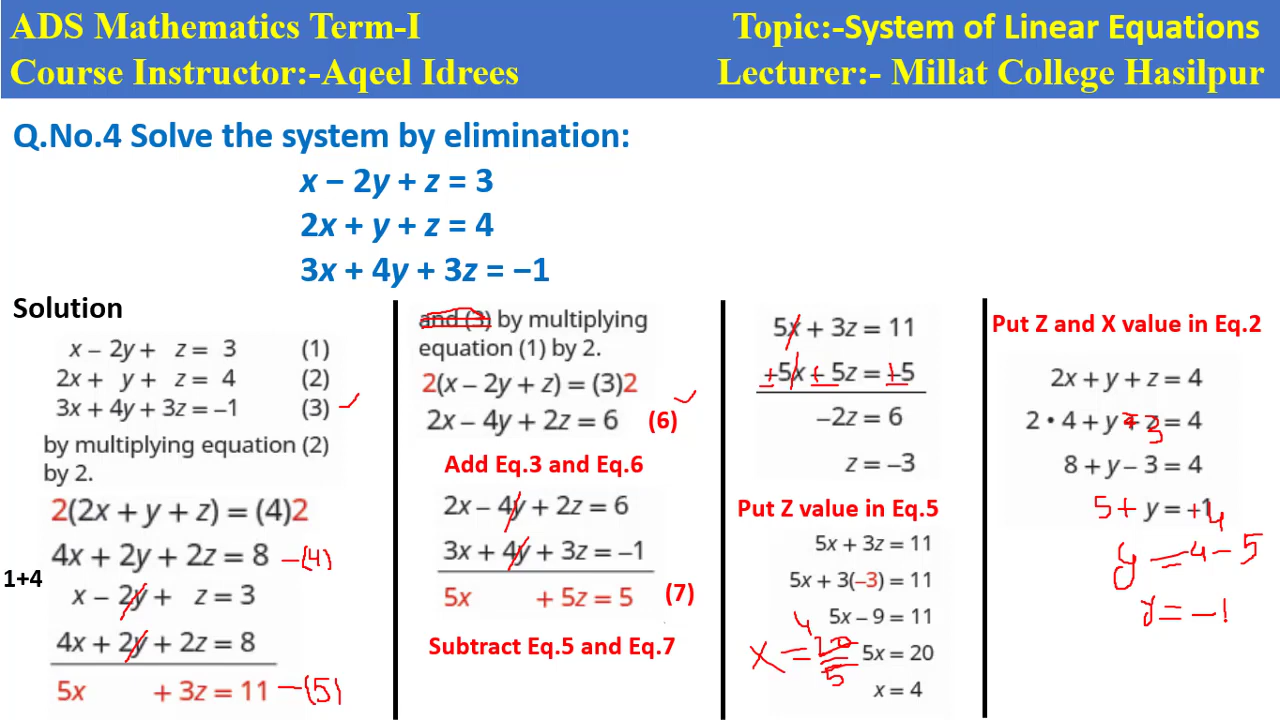 ADS Mathematics Term-I
Topic:-System of Linear Equations
Course Instructor:-Aqeel Idrees
Lecturer:- Millat College Hasilpur
Q.No.4 Solve the system by elimination:
x − 2y + z = 3
2x + y + z = 4
3x + 4y + 3z = −1
Solution
x − 2y + z = 3 (1)
2x + y + z = 4 (2)
3x + 4y + 3z = −1 (3)
by multiplying equation (2)
by 2.
2(2x + y + z) = (4)2
4x + 2y + 2z = 8 −(4)
1+4
x − 2y + z = 3
4x + 2y + 2z = 8
5x + 3z = 11 −(5)
and (3) by multiplying
equation (1) by 2.
2(x − 2y + z) = (3)2
2x − 4y + 2z = 6 (6)
Add Eq.3 and Eq.6
2x − 4y + 2z = 6
3x + 4y + 3z = −1
5x + 5z = 5 (7)
Subtract Eq.5 and Eq.7
5x + 3z = 11
+5x + 5z = +5
−2z = 6
z = −3
Put Z value in Eq.5
5x + 3z = 11
5x + 3(−3) = 11
5x − 9 = 11
5x = 20
x = 4
4
X = 20
5
Put Z and X value in Eq.2
2x + y + z = 4
2 • 4 + y − 3 = 4
8 + y − 3 = 4
5 + y = +4
y = 4 − 5
y = −1